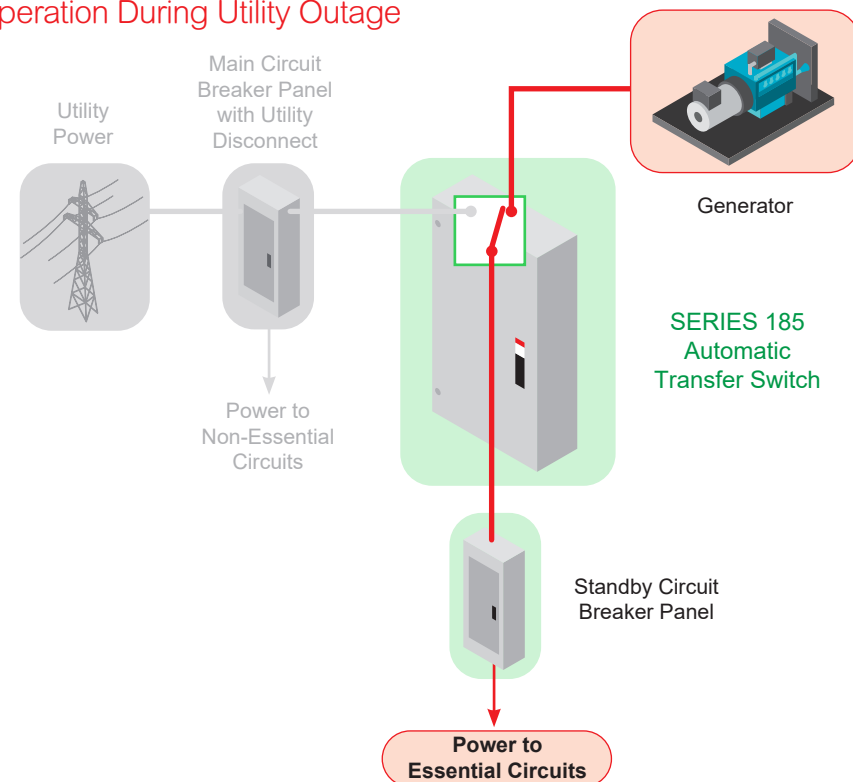 peration During Utility Outage
Main Circuit
Breaker Panel
with Utility
Disconnect
Utility
Power
Generator
SERIES 185
Automatic
Transfer Switch
Power to
Non-Essential
Circuits
Standby Circuit
Breaker Panel
Power to
Essential Circuits